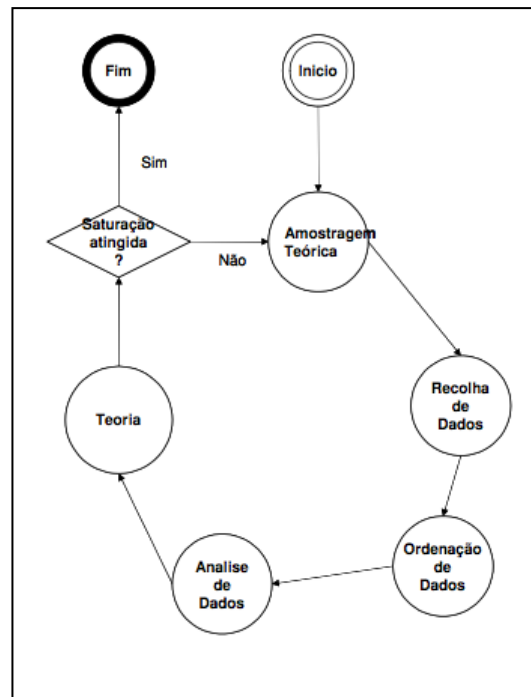 Fim
Inicio
Sim
Saturação
atingida
?
Não
Amostragem
Teórica
Recolha
de
Dados
Teoria
Ordenação
de
Dados
Analise
de
Dados